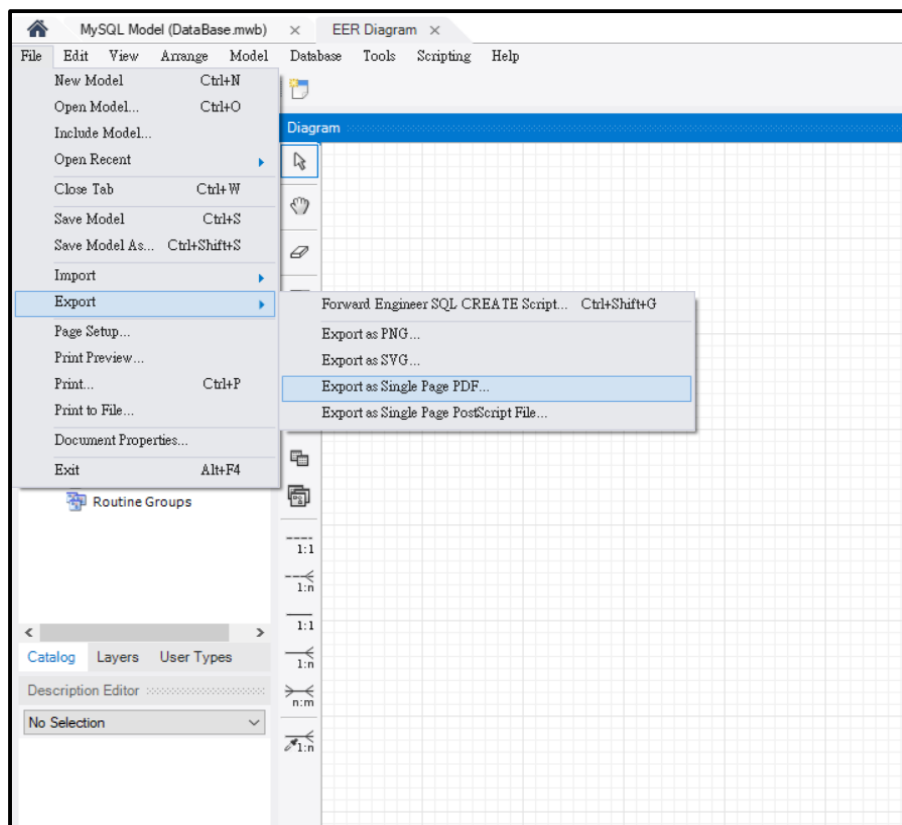 MySQL Model (DataBase.mwb) EER Diagram
File Edit View Arrange Model Database Tools Scripting Help
New Model Ctrl+N
Open Model... Ctrl+O
Include Model...
Open Recent
Close Tab Ctrl+W
Save Model Ctrl+S
Save Model As... Ctrl+Shift+S
Import
Export
Page Setup...
Print Preview...
Print... Ctrl+P
Print to File...
Document Properties...
Exit Alt+F4
Diagram
Forward Engineer SQL CREATE Script... Ctrl+Shift+G
Export as PNG...
Export as SVG...
Export as Single Page PDF...
Export as Single Page PostScript File...
Routine Groups
1:1
1:n
1:1
1:n
n:m
1:n
Catalog Layers User Types
Description Editor
No Selection